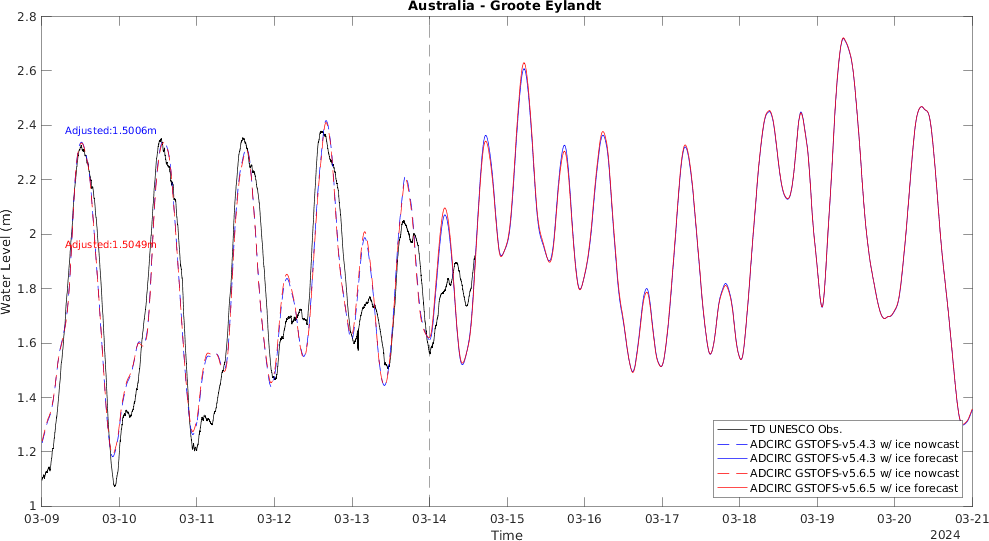 Australia - Groote Eylandt
2.8
2.6
2.4
2.2
2
1.8
1.6
1.4
1.2
1
Water Level (m)
Adjusted:1.5006m
Adjusted:1.5049m
TD UNESCO Obs.
ADCIRC GSTOFS-v5.4.3 w/ ice nowcast
ADCIRC GSTOFS-v5.4.3 w/ ice forecast
ADCIRC GSTOFS-v5.6.5 w/ ice nowcast
ADCIRC GSTOFS-v5.6.5 w/ ice forecast
03-09 03-10 03-11 03-12 03-13 03-14 03-15 03-16 03-17 03-18 03-19 03-20 03-21
Time
2024